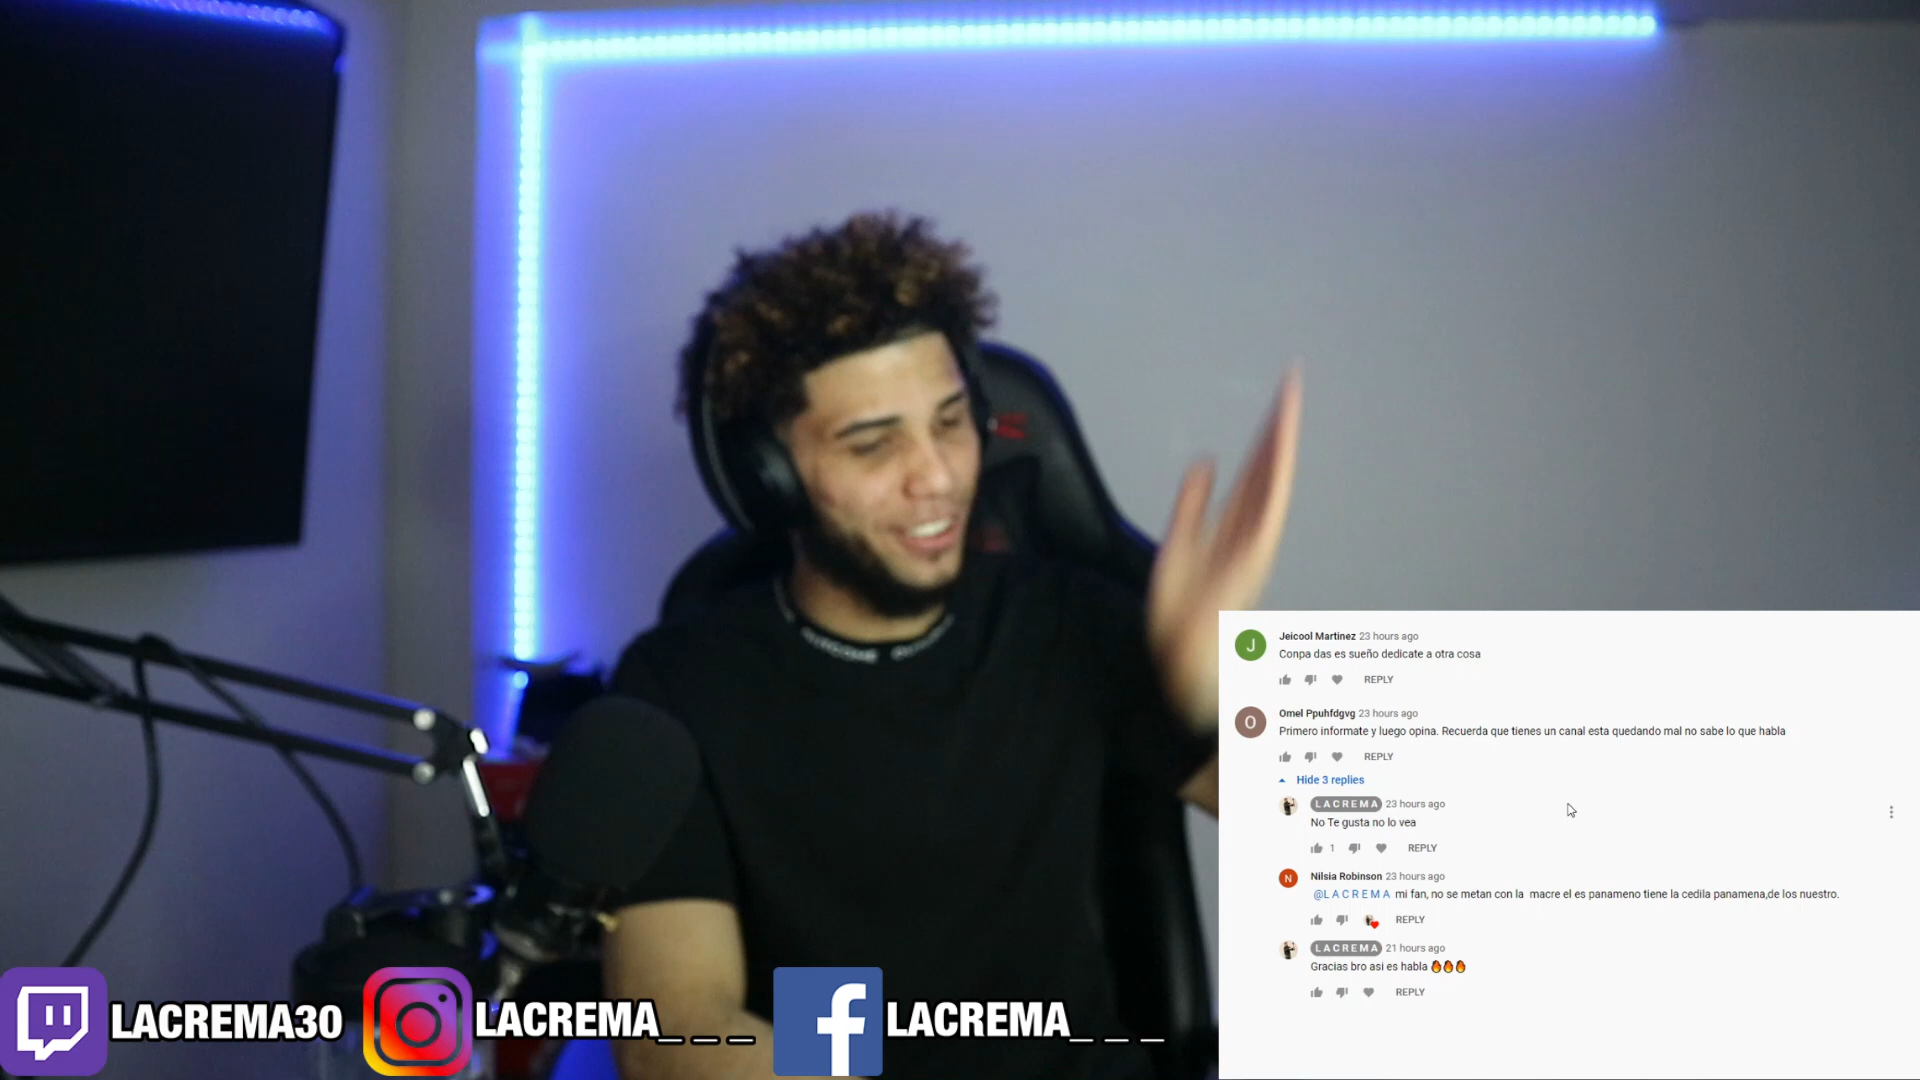 J
Jeicool Martinez 23 hours ago
Conpa das es sueño dedicate a otra cosa
REPLY
O
Omel Ppuhfdgvg 23 hours ago
Primero informate y luego opina. Recuerda que tienes un canal esta quedando mal no sabe lo que habla
REPLY
Hide 3 replies
L A C R E M A 23 hours ago
No Te gusta no lo vea
1 REPLY
N
Nilsia Robinson 23 hours ago
@L A C R E M A mi fan, no se metan con la macre el es panameno tiene la cedila panamena,de los nuestro.
REPLY
L A C R E M A 21 hours ago
Gracias bro asi es habla 🔥🔥🔥
REPLY
LACREMA30 LACREMA_ _ _ LACREMA_ _ _